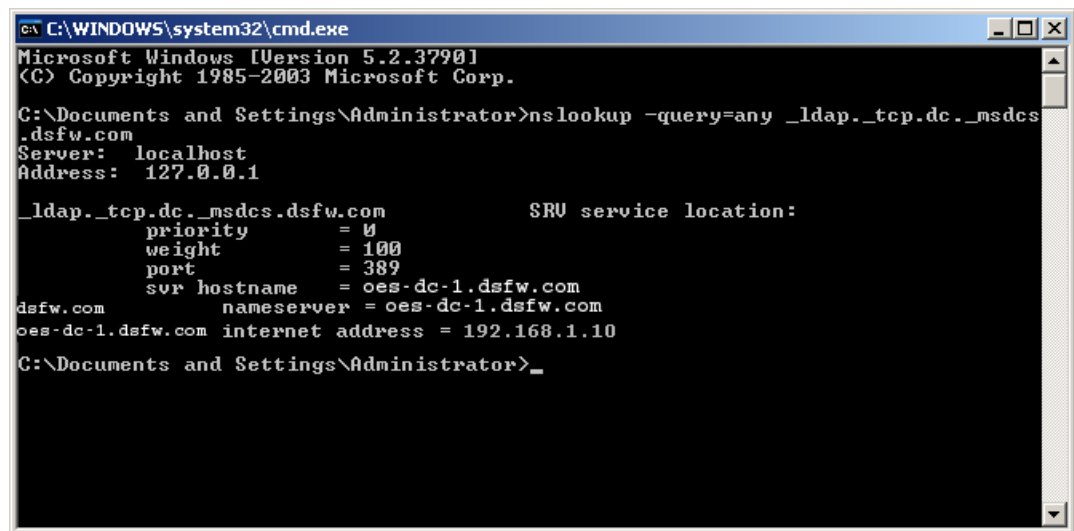 C:\WINDOWS\system32\cmd.exe
Microsoft Windows [Version 5.2.3790]
(C) Copyright 1985-2003 Microsoft Corp.
C:\Documents and Settings\Administrator>nslookup -query=any _ldap._tcp.dc._msdcs
.dsfw.com
Server: localhost
Address: 127.0.0.1
_ldap._tcp.dc._msdcs.dsfw.com SRV service location:
priority = 0
weight = 100
port = 389
svr hostname = oes-dc-1.dsfw.com
dsfw.com nameserver = oes-dc-1.dsfw.com
oes-dc-1.dsfw.com internet address = 192.168.1.10
C:\Documents and Settings\Administrator>_